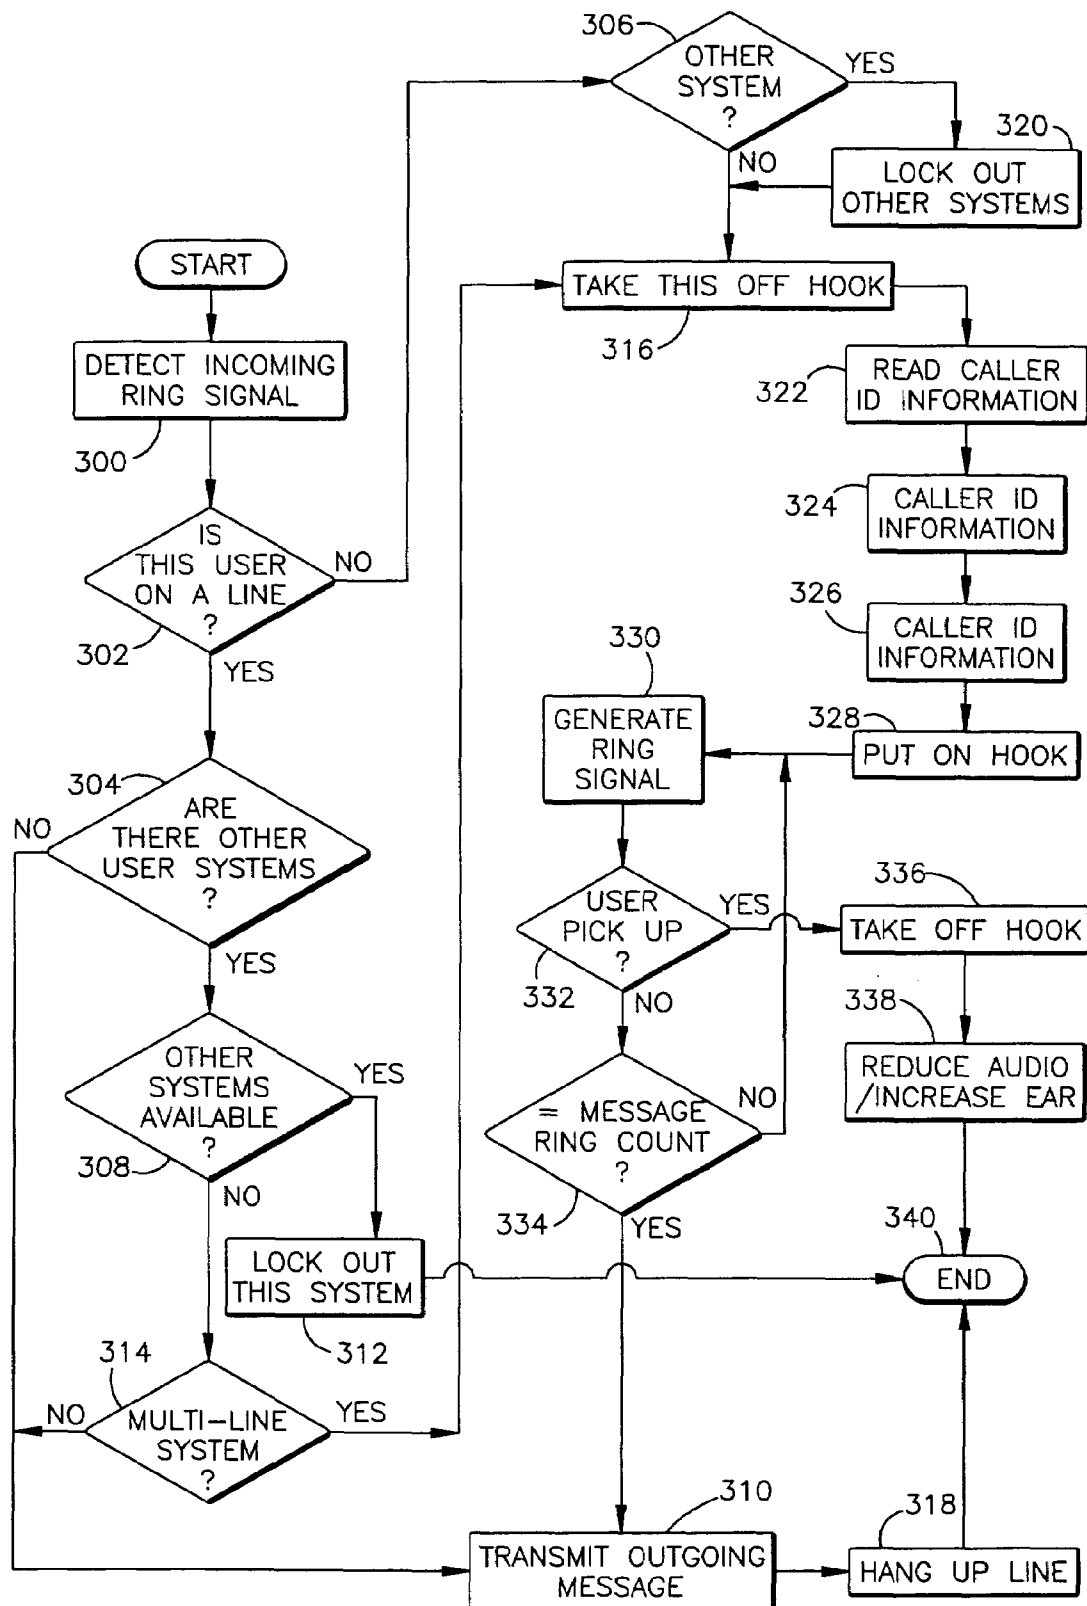 306
OTHER
SYSTEM
?
YES
NO
320
LOCK OUT
OTHER SYSTEMS
START
TAKE THIS OFF HOOK
316
DETECT INCOMING
RING SIGNAL
300
322
READ CALLER
ID INFORMATION
324
CALLER ID
INFORMATION
IS
THIS USER
ON A LINE
?
NO
302
YES
326
CALLER ID
INFORMATION
330
GENERATE
RING
SIGNAL
328
PUT ON HOOK
304
NO
ARE
THERE OTHER
USER SYSTEMS
?
YES
USER
PICK UP
?
YES
332
NO
336
TAKE OFF HOOK
338
REDUCE AUDIO
/INCREASE EAR
OTHER
SYSTEMS
AVAILABLE
?
YES
308
NO
= MESSAGE
RING COUNT
?
NO
334
YES
LOCK OUT
THIS SYSTEM
312
340
END
314
NO
MULTI-LINE
SYSTEM
?
YES
310
TRANSMIT OUTGOING
MESSAGE
318
HANG UP LINE